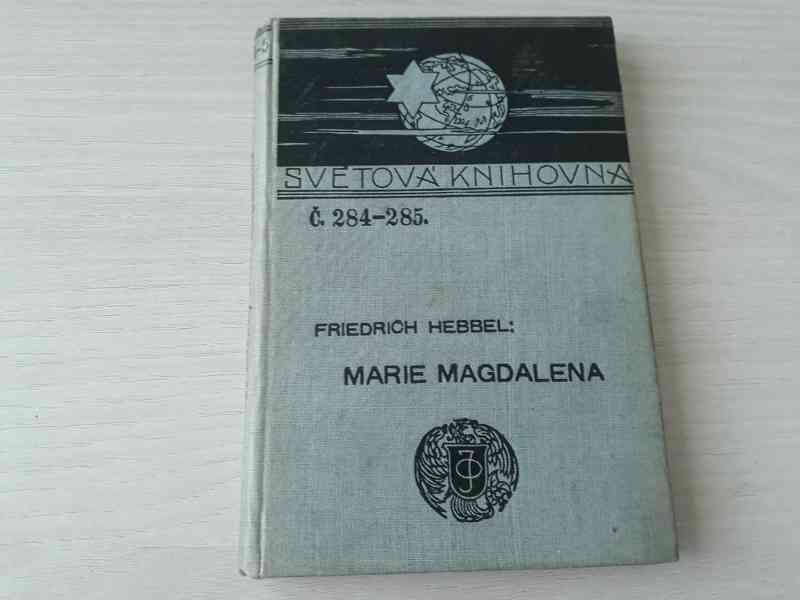 SVĚTOVÁ KNIHOVNA
Č. 284–285.
FRIEDRICH HEBBEL:
MARIE MAGDALENA